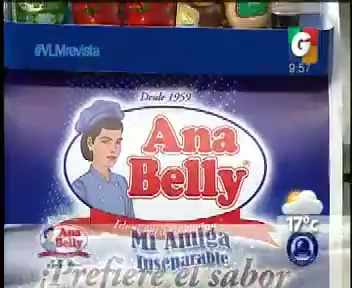 #VLMrevista
G
9:57
Desde 1959
Ana
Belly
17°C
Ana
Belly
Mi Amiga
Inseparable
¡Prefiere el sabor